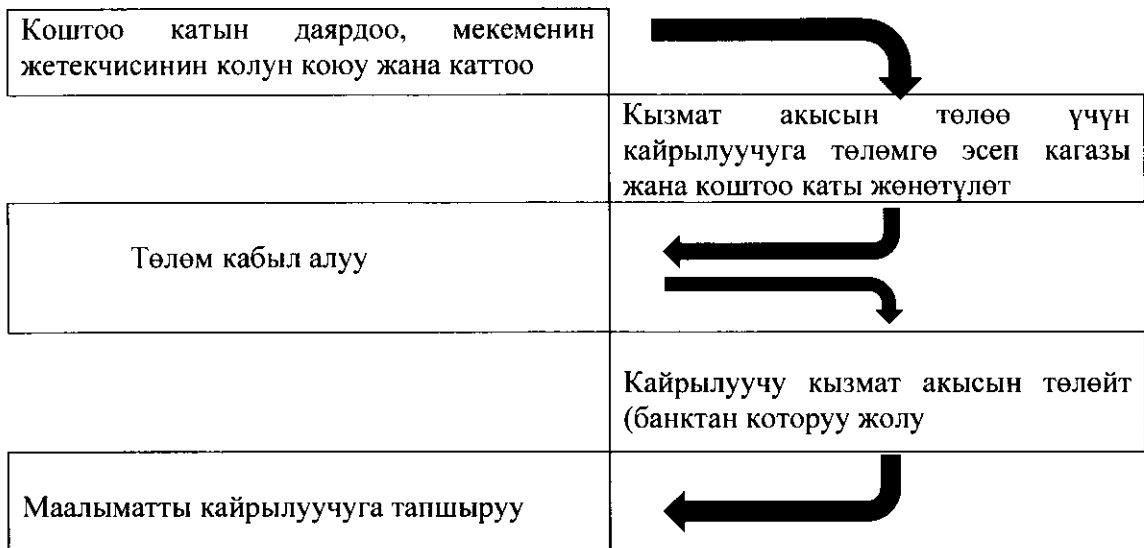 Коштоо катын даярдоо, мекеменин
жетекчисинин колун коюу жана каттоо
Кызмат акысын төлөө үчүн
кайрылуучуга төлөмгө эсеп кагазы
жана коштоо каты жөнөтүлөт
Төлөм кабыл алуу
Кайрылуучу кызмат акысын төлөйт
(банктан которуу жолу
Маалыматты кайрылуучуга тапшыруу